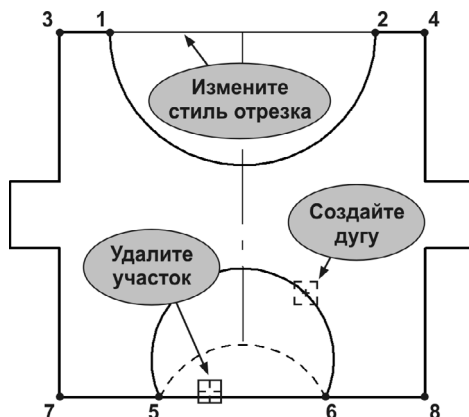 3 1 2 4
Измените
стиль отрезка
Создайте
дугу
Удалите
участок
7 5 6 8